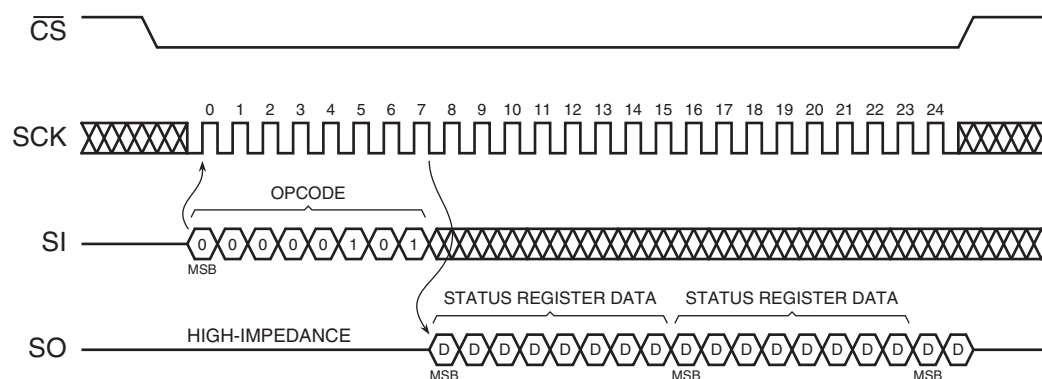 CS
0 1 2 3 4 5 6 7 8 9 10 11 12 13 14 15 16 17 18 19 20 21 22 23 24
SCK
OPCODE
SI 0 0 0 0 0 1 0 1
MSB
STATUS REGISTER DATA STATUS REGISTER DATA
HIGH-IMPEDANCE
SO D D D D D D D D D D D D D D D D D D
MSB MSB MSB